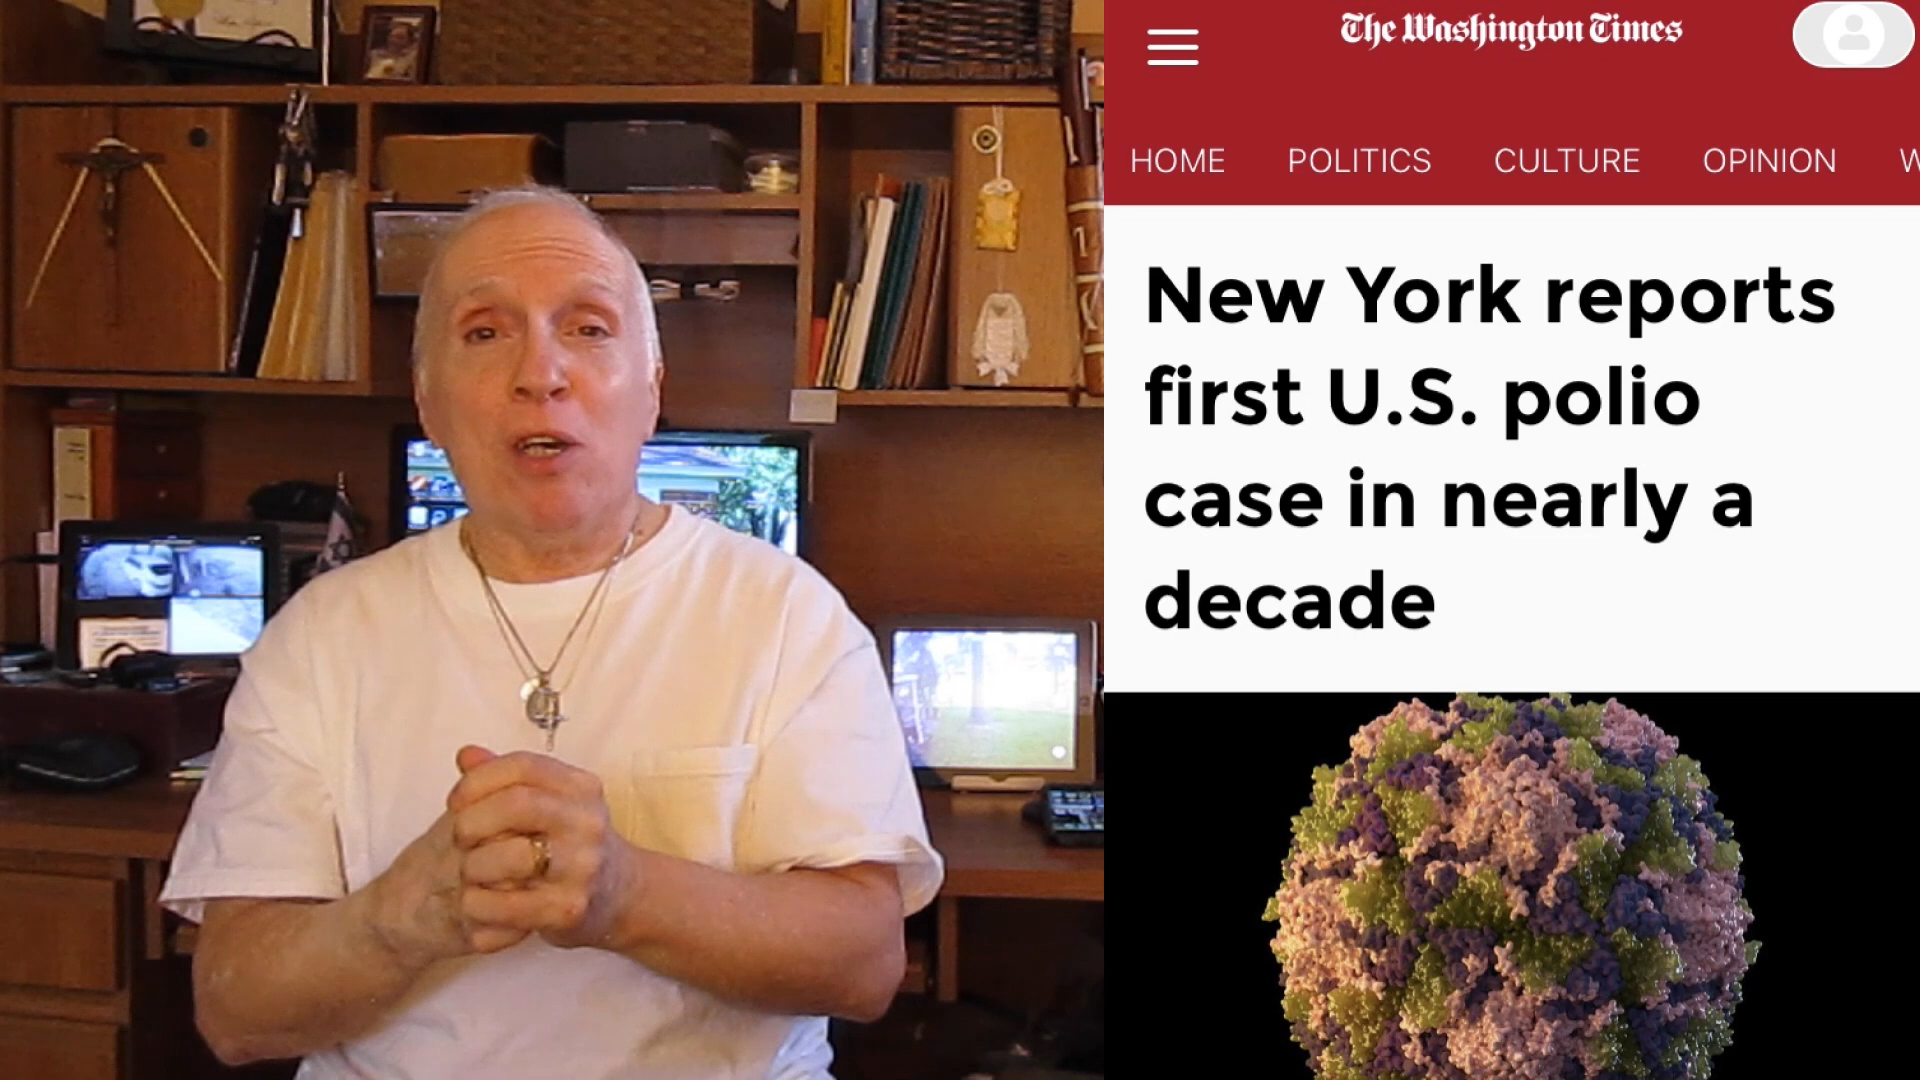 The Washington Times
HOME POLITICS CULTURE OPINION W
New York reports
first U.S. polio
case in nearly a
decade